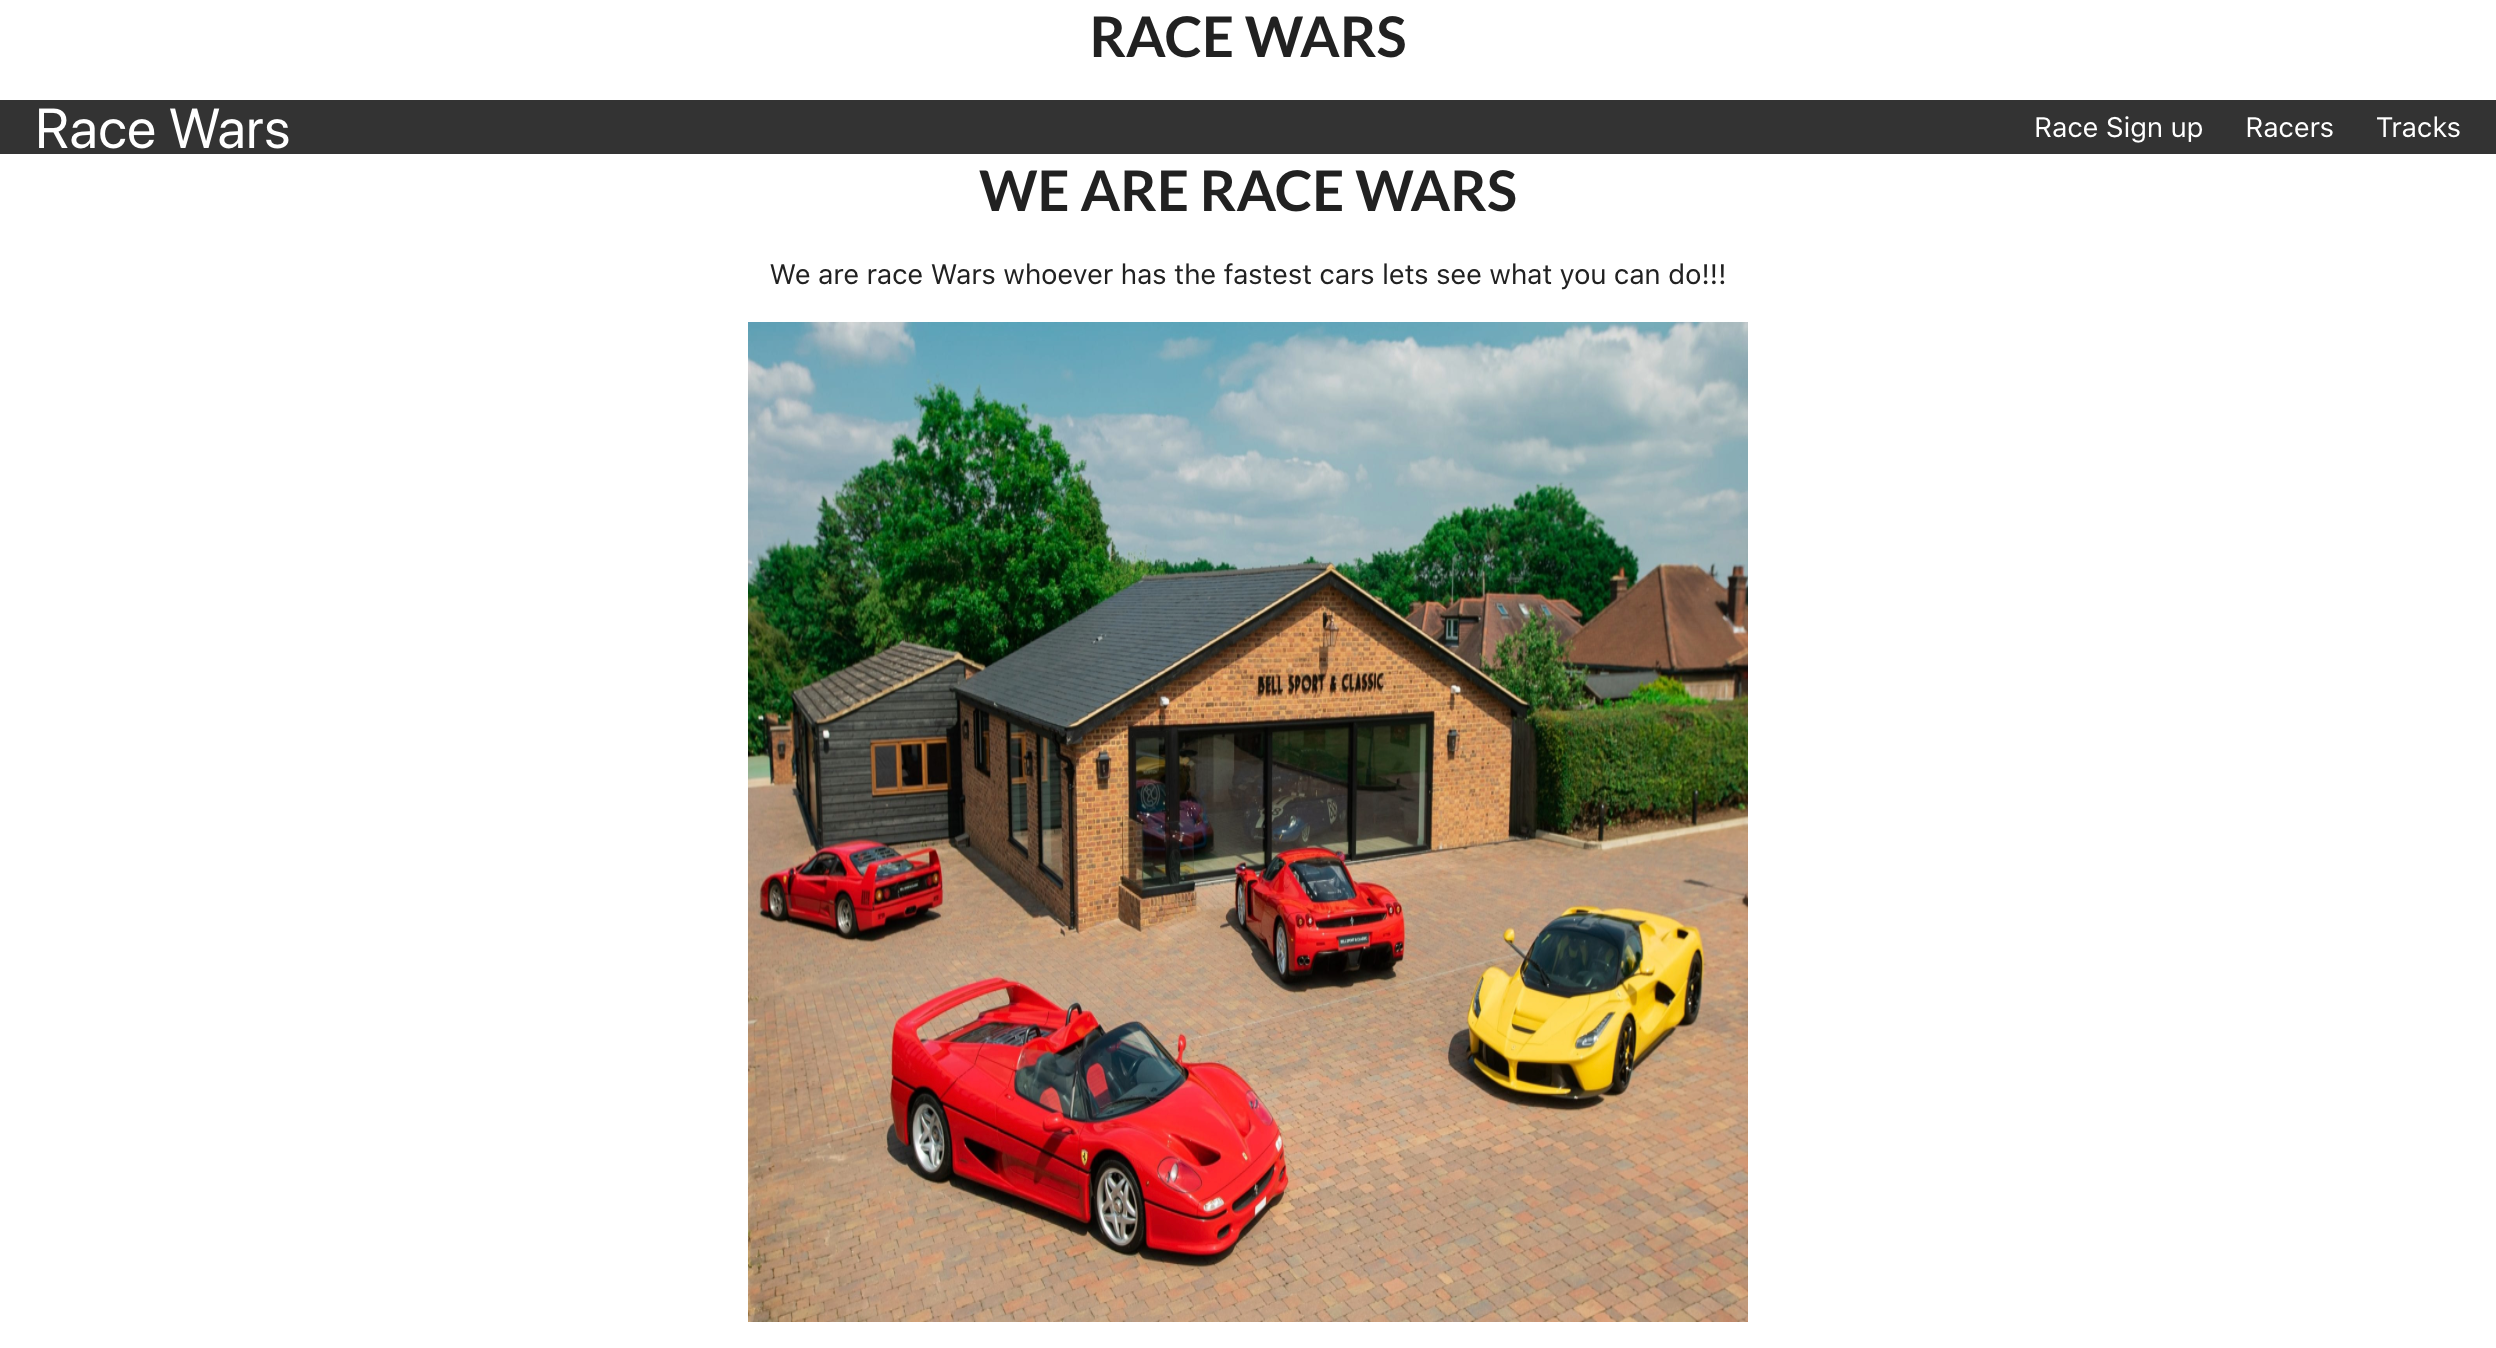 RACE WARS
Race Wars
Race Sign up
Racers
Tracks
WE ARE RACE WARS
We are race Wars whoever has the fastest cars lets see what you can do!!!
BELL SPORT & CLASSIC